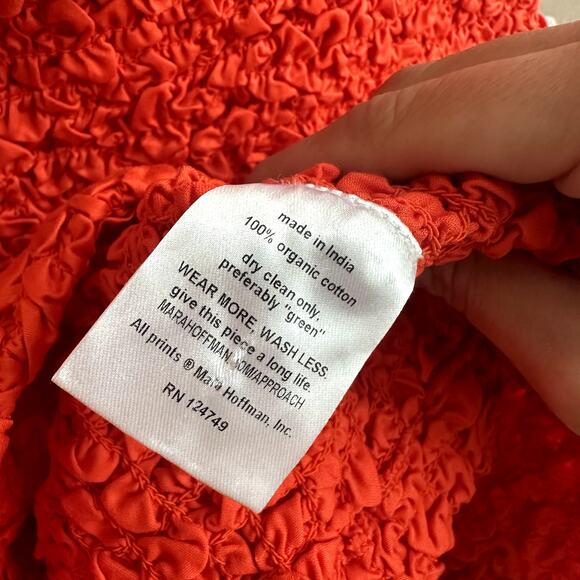 made in India
100% organic cotton
dry clean only,
preferably "green"
WEAR MORE, WASH LESS.
give this piece a long life.
MARAHOFFMAN.COM/APPROACH
All prints ® Mara Hoffman, Inc.
RN 124749